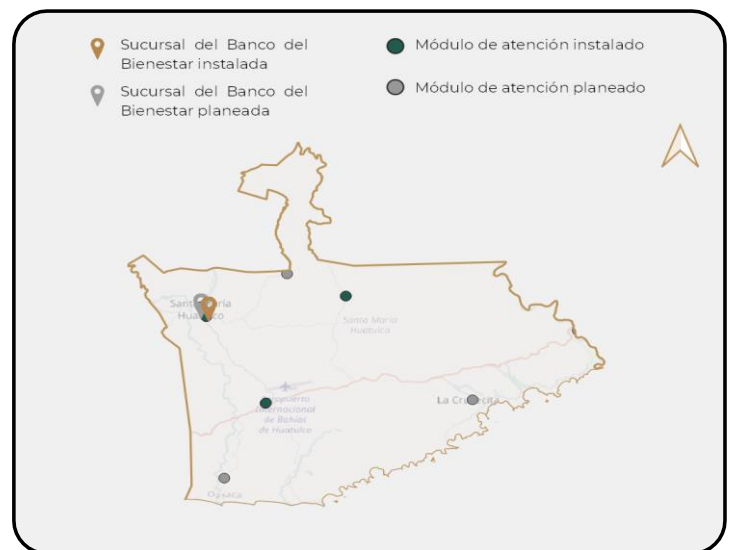 Sucursal del Banco del
Bienestar instalada
Sucursal del Banco del
Bienestar planeada
Módulo de atención instalado
Módulo de atención planeado
Santa María
Huatulco
Santa María
Huatulco
Aeropuerto
Internacional
de Bahías
de Huatulco
La Crucecita
Oaxaca